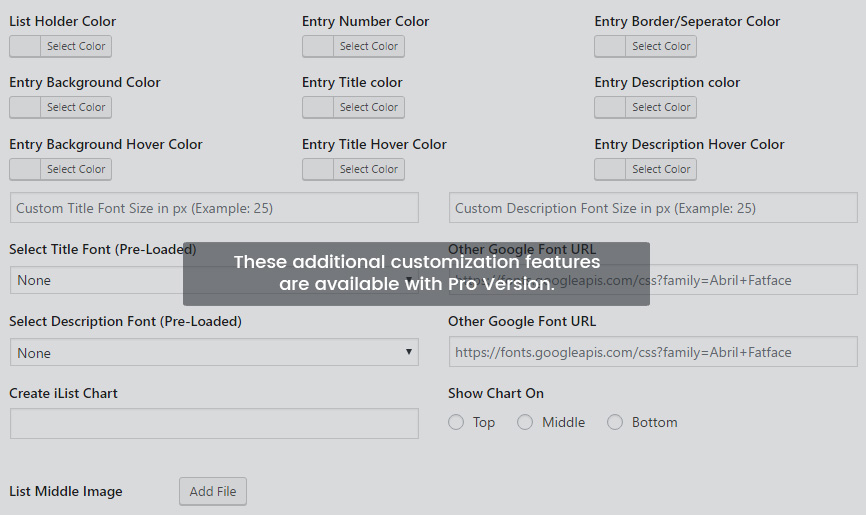 List Holder Color
Entry Number Color
Entry Border/Seperator Color
Select Color
Select Color
Select Color
Entry Background Color
Entry Title color
Entry Description color
Select Color
Select Color
Select Color
Entry Background Hover Color
Entry Title Hover Color
Entry Description Hover Color
Select Color
Select Color
Select Color
Custom Title Font Size in px (Example: 25)
Custom Description Font Size in px (Example: 25)
Select Title Font (Pre-Loaded)
Other Google Font URL
These additional customization features
are available with Pro Version.
None
https://fonts.googleapis.com/css?family=Abril+Fatface
Select Description Font (Pre-Loaded)
Other Google Font URL
None
https://fonts.googleapis.com/css?family=Abril+Fatface
Create iList Chart
Show Chart On
Top
Middle
Bottom
List Middle Image
Add File